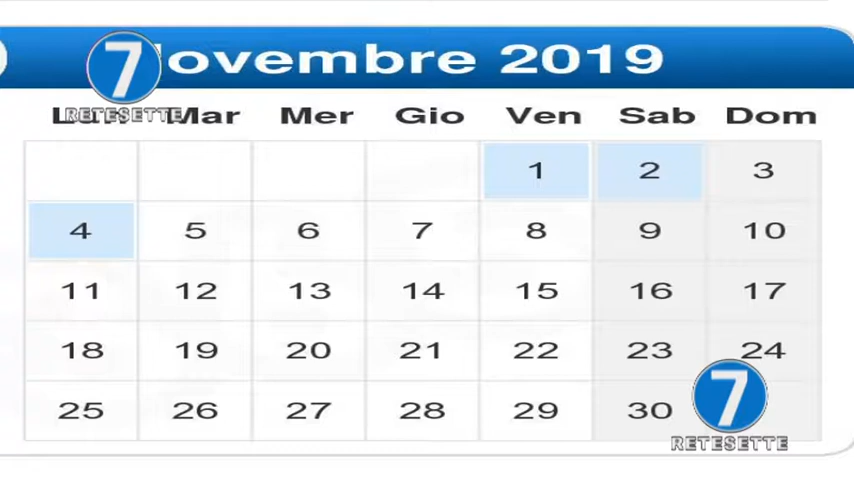 7 Novembre 2019
RETESETTE
Lun Mar Mer Gio Ven Sab Dom
1 2 3
4 5 6 7 8 9 10
11 12 13 14 15 16 17
18 19 20 21 22 23 24
25 26 27 28 29 30
7
RETESETTE